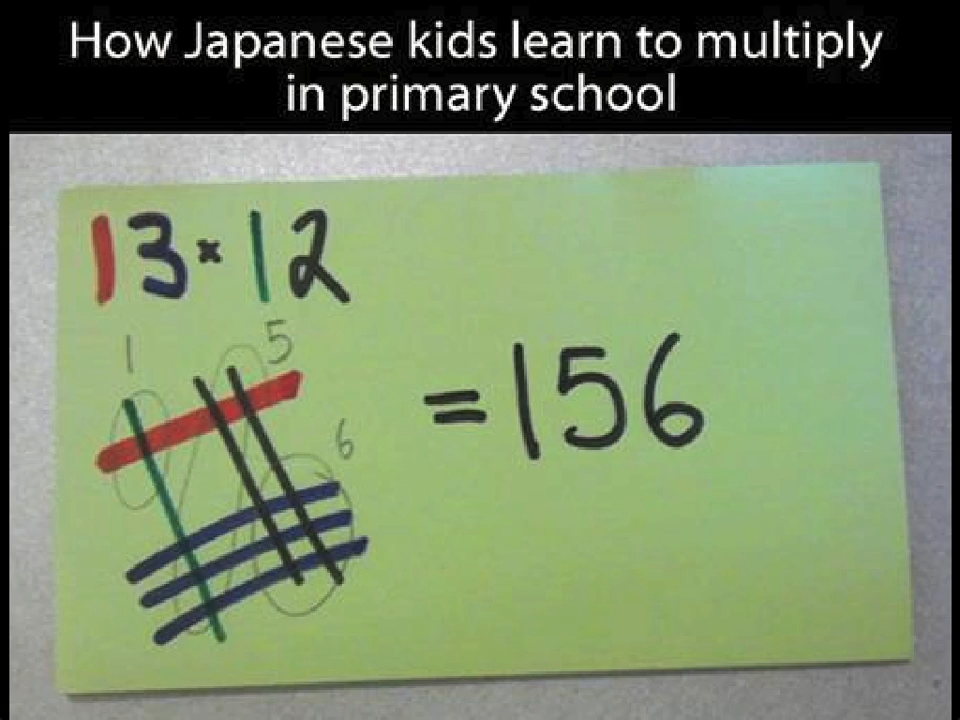 How Japanese kids learn to multiply
in primary school
13 × 12
1 5
6
=156